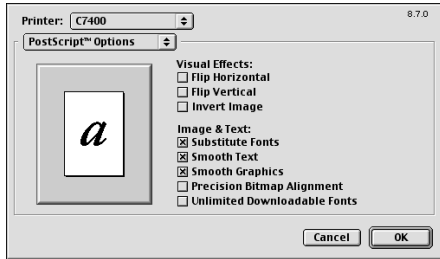 Printer: C7400 8.7.0
PostScript™ Options
Visual Effects:
Flip Horizontal
Flip Vertical
Invert Image
a
Image & Text:
Substitute Fonts
Smooth Text
Smooth Graphics
Precision Bitmap Alignment
Unlimited Downloadable Fonts
Cancel OK